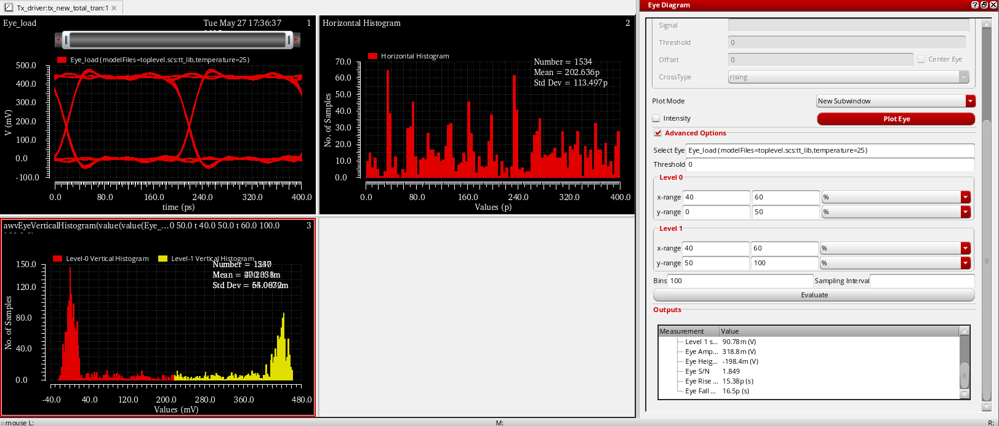 Tx_driver:tx_new_total_tran:1
Eye_load
Tue May 27 17:36:37
1
Eye_load (modelFiles=toplevel.scs:tt_lib,temperature=25)
500.0
400.0
300.0
200.0
100.0
0.0
-100.0
V (mV)
0.0 80.0 160.0 240.0 320.0 400.0
time (ps)
Horizontal Histogram
2
Horizontal Histogram
Number = 1534
Mean = 202.636p
Std Dev = 113.497p
70.0
60.0
50.0
40.0
30.0
20.0
10.0
0.0
No. of Samples
0.0 80.0 160.0 240.0 320.0 400.0
Values (p)
awvEyeVerticalHistogram(value(value(Eye_...0 50.0 t 40.0 50.0 t 60.0 100.0
3
Level-0 Vertical Histogram
Level-1 Vertical Histogram
Number =
Mean =
Std Dev =
150.0
120.0
80.0
40.0
0.0
No. of Samples
-40.0 40.0 120.0 200.0 280.0 360.0 480.0
Values (mV)
Eye Diagram
Signal
Threshold 0
Offset 0 Center Eye
CrossType rising
Plot Mode New Subwindow
Intensity Plot Eye
Advanced Options
Select Eye Eye_load (modelFiles=toplevel.scs:tt_lib,temperature=25)
Threshold 0
Level 0
x-range 40 60 %
y-range 0 50 %
Level 1
x-range 40 60 %
y-range 50 100 %
Bins 100 Sampling Interval
Evaluate
Outputs
Measurement Value
Level 1 s... 90.78m (V)
Eye Amp... 318.8m (V)
Eye Heig... -198.4m (V)
Eye S/N 1.849
Eye Rise ... 15.38p (s)
Eye Fall ... 16.5p (s)
mouse L: M: R: